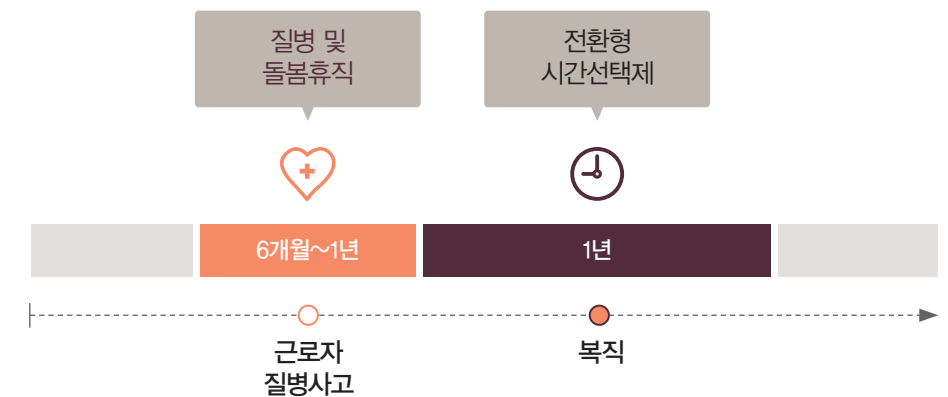 질병 및
돌봄휴직
전환형
시간선택제
6개월~1년
1년
근로자
질병사고
복직